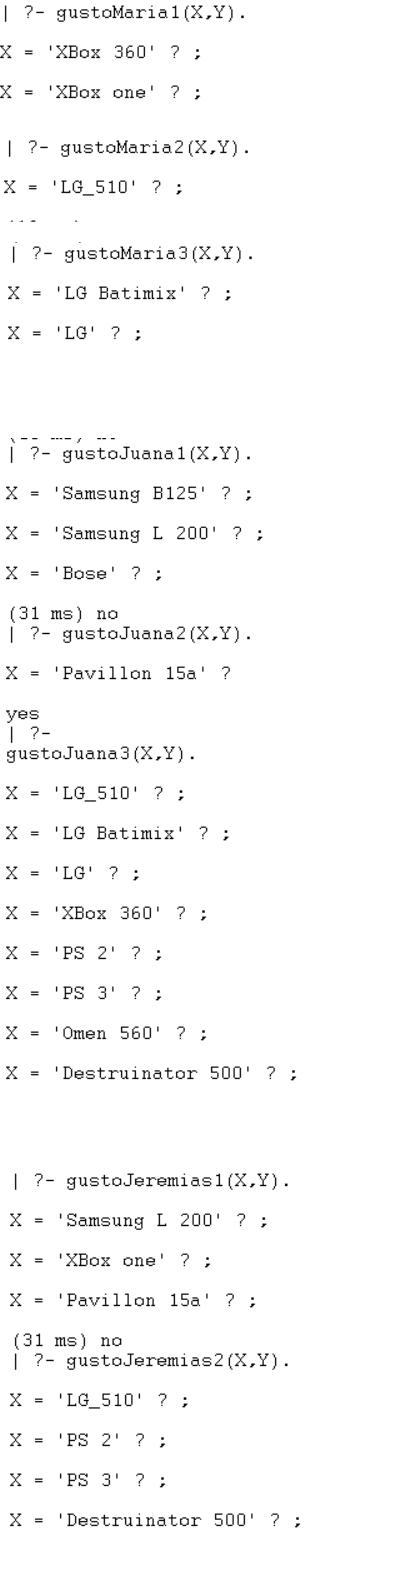 | ?- gustoMaria1(X,Y).
X = 'XBox 360' ? ;
X = 'XBox one' ? ;
| ?- gustoMaria2(X,Y).
X = 'LG_510' ? ;
| ?- gustoMaria3(X,Y).
X = 'LG Batimix' ? ;
X = 'LG' ? ;
| ?- gustoJuana1(X,Y).
X = 'Samsung B125' ? ;
X = 'Samsung L 200' ? ;
X = 'Bose' ? ;
(31 ms) no
| ?- gustoJuana2(X,Y).
X = 'Pavillon 15a' ?
yes
| ?-
gustoJuana3(X,Y).
X = 'LG_510' ? ;
X = 'LG Batimix' ? ;
X = 'LG' ? ;
X = 'XBox 360' ? ;
X = 'PS 2' ? ;
X = 'PS 3' ? ;
X = 'Omen 560' ? ;
X = 'Destruinator 500' ? ;
| ?- gustoJeremias1(X,Y).
X = 'Samsung L 200' ? ;
X = 'XBox one' ? ;
X = 'Pavillon 15a' ? ;
(31 ms) no
| ?- gustoJeremias2(X,Y).
X = 'LG_510' ? ;
X = 'PS 2' ? ;
X = 'PS 3' ? ;
X = 'Destruinator 500' ? ;